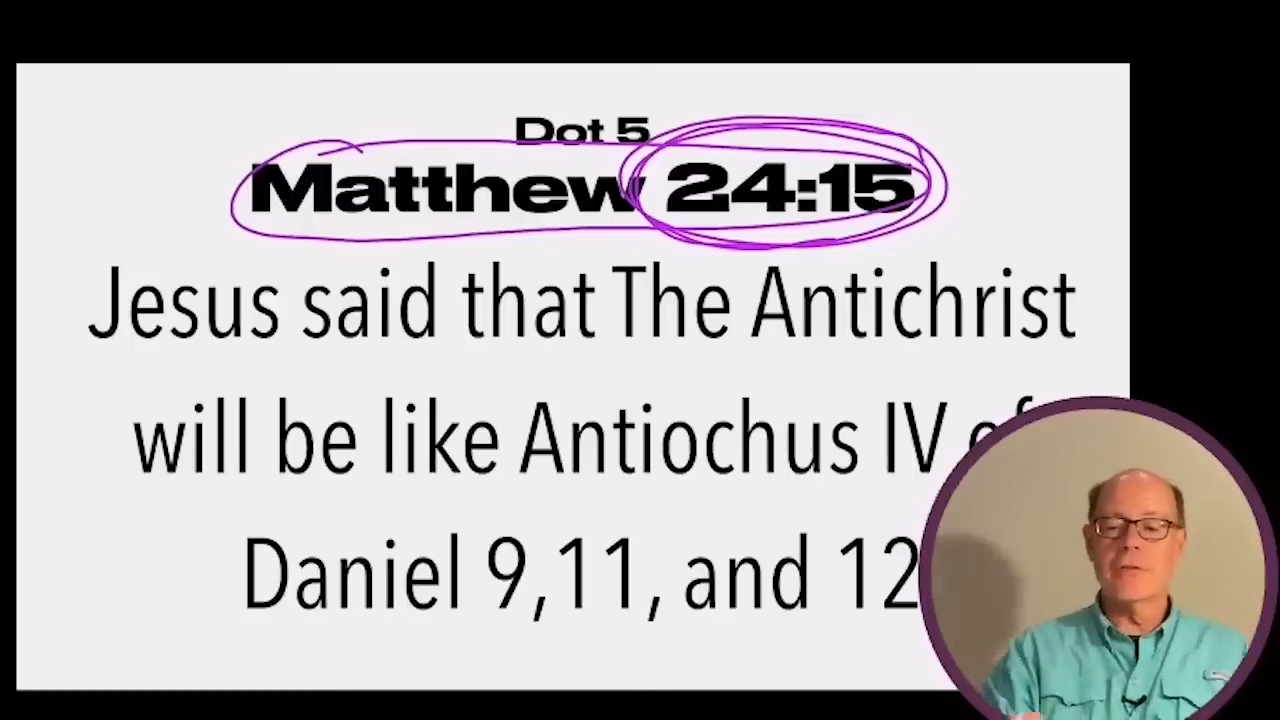 Dot 5
Matthew 24:15
Jesus said that The Antichrist
will be like Antiochus IV of
Daniel 9,11, and 12